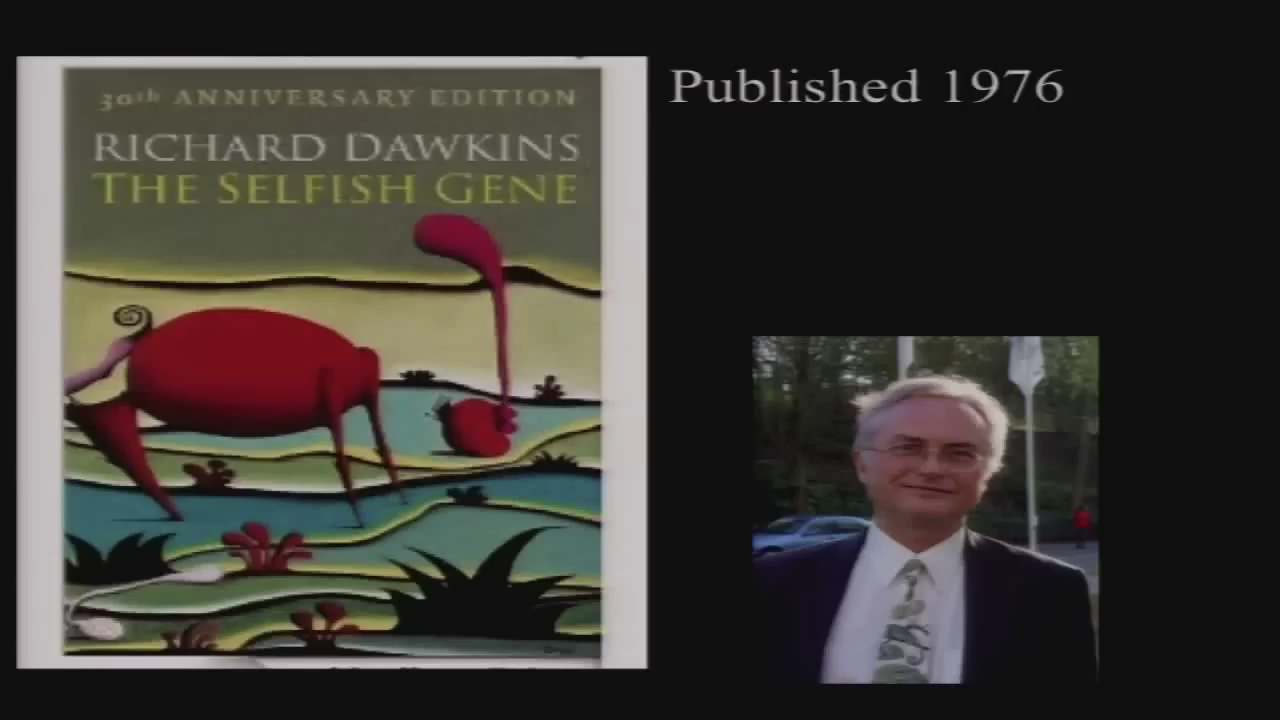 30th ANNIVERSARY EDITION
RICHARD DAWKINS
THE SELFISH GENE
Published 1976